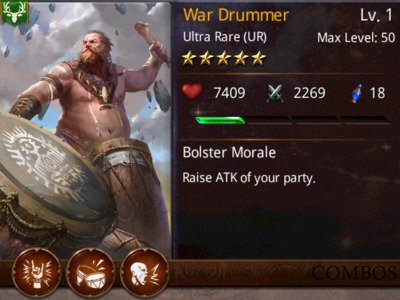 War Drummer Lv. 1
Ultra Rare (UR) Max Level: 50
7409 2269 18
Bolster Morale
Raise ATK of your party.
COMBOS